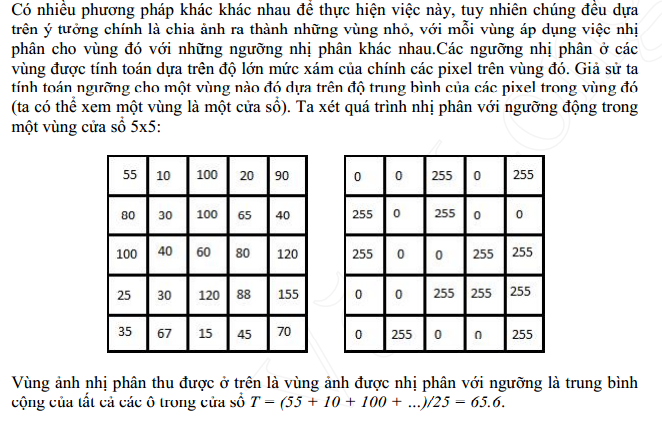 Có nhiều phương pháp khác khác nhau để thực hiện việc này, tuy nhiên chúng đều dựa
trên ý tưởng chính là chia ảnh ra thành những vùng nhỏ, với mỗi vùng áp dụng việc nhị
phân cho vùng đó với những ngưỡng nhị phân khác nhau.Các ngưỡng nhị phân ở các
vùng được tính toán dựa trên độ lớn mức xám của chính các pixel trên vùng đó. Giả sử ta
tính toán ngưỡng cho một vùng nào đó dựa trên độ trung bình của các pixel trong vùng đó
(ta có thể xem một vùng là một cửa sổ). Ta xét quá trình nhị phân với ngưỡng động trong
một vùng cửa sổ 5x5:
55 10 100 20 90
80 30 100 65 40
100 40 60 80 120
25 30 120 88 155
35 67 15 45 70
0 0 255 0 255
255 0 255 0 0
255 0 0 255 255
0 0 255 255 255
0 255 0 0 255
Vùng ảnh nhị phân thu được ở trên là vùng ảnh được nhị phân với ngưỡng là trung bình
cộng của tất cả các ô trong cửa sổ T = (55 + 10 + 100 + ...)/25 = 65.6.